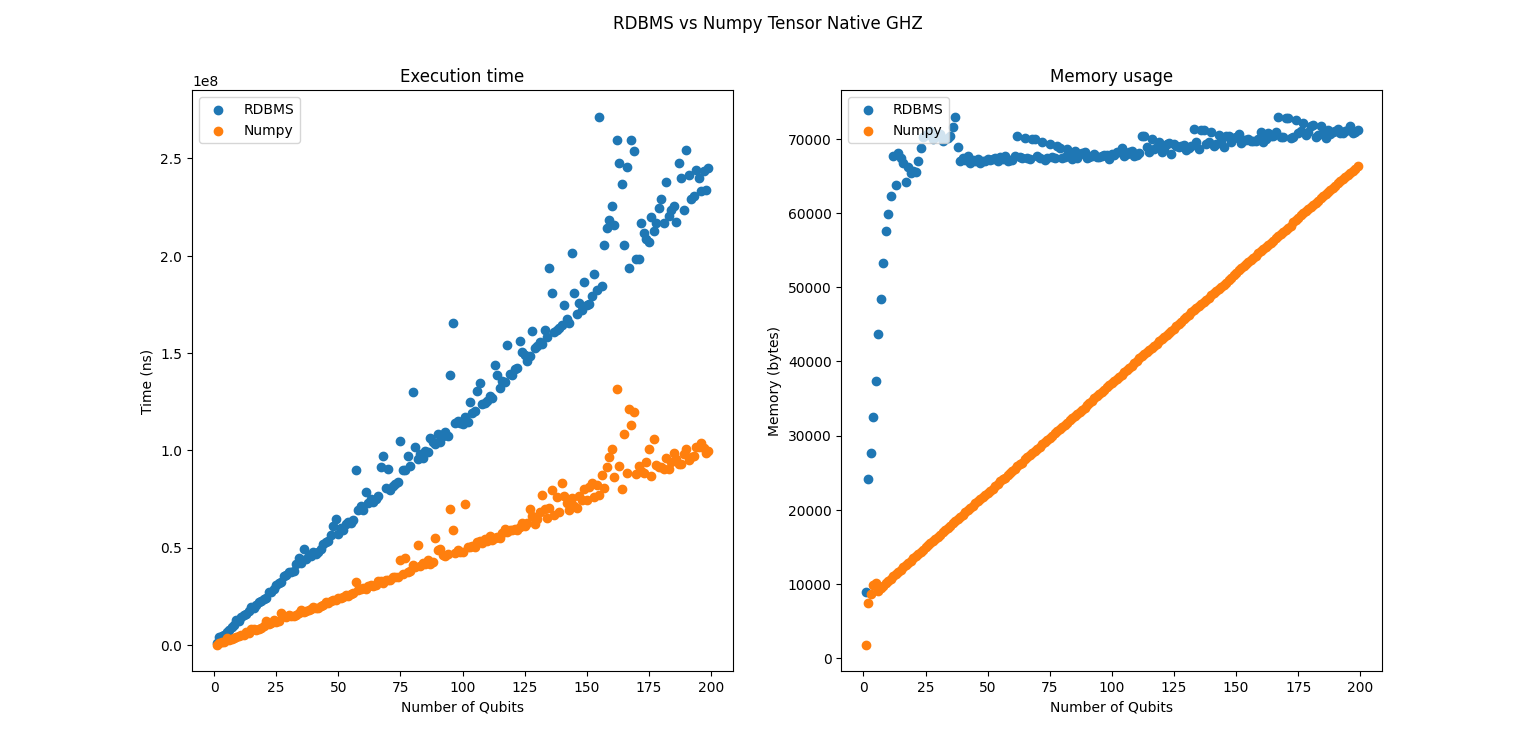 RDBMS vs Numpy Tensor Native GHZ
Execution time
1e8
RDBMS
Numpy
2.5
2.0
1.5
1.0
0.5
0.0
Time (ns)
0 25 50 75 100 125 150 175 200
Number of Qubits
Memory usage
RDBMS
Numpy
70000
60000
50000
40000
30000
20000
10000
0
Memory (bytes)
0 25 50 75 100 125 150 175 200
Number of Qubits